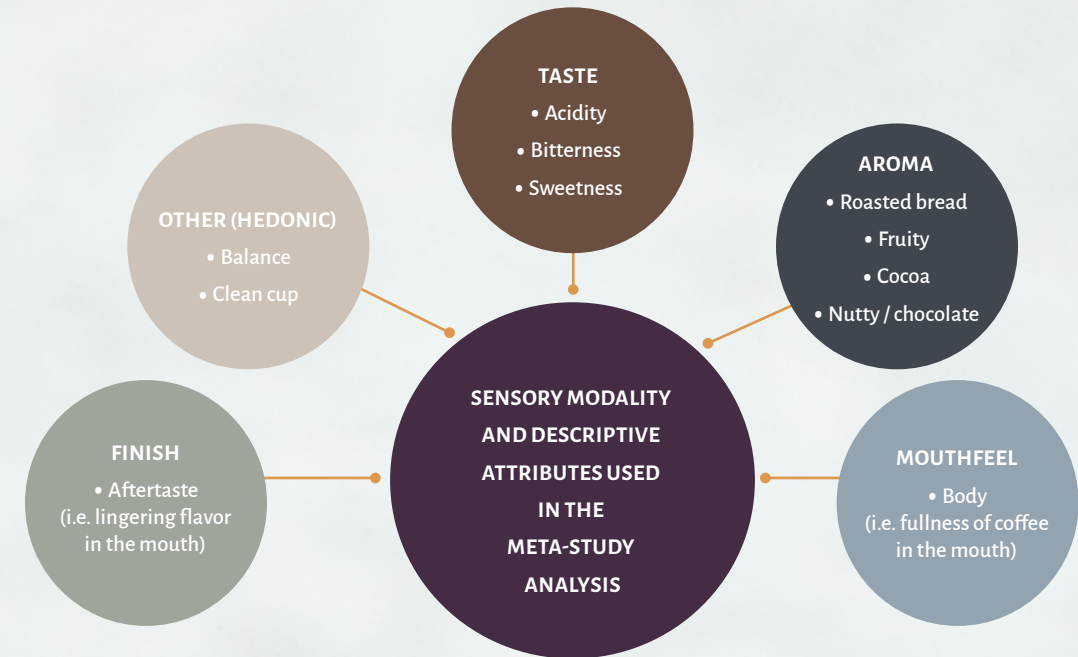 TASTE
• Acidity
• Bitterness
• Sweetness
OTHER (HEDONIC)
• Balance
• Clean cup
AROMA
• Roasted bread
• Fruity
• Cocoa
• Nutty / chocolate
FINISH
• Aftertaste
(i.e. lingering flavor
in the mouth)
SENSORY MODALITY
AND DESCRIPTIVE
ATTRIBUTES USED
IN THE
META-STUDY
ANALYSIS
MOUTHFEEL
• Body
(i.e. fullness of coffee
in the mouth)